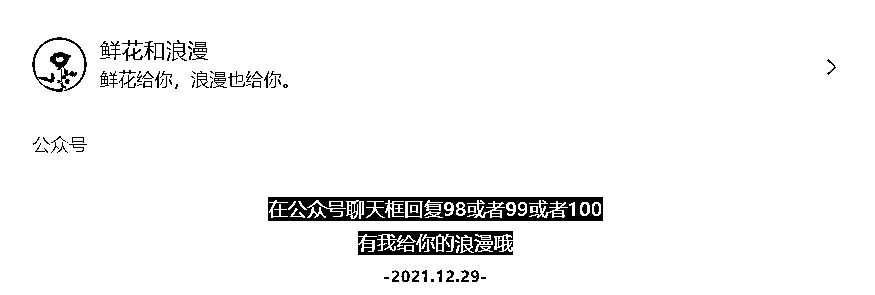 鲜花和浪漫
鲜花给你，浪漫也给你。
公众号
在公众号聊天框回复98或者99或者100
有我给你的浪漫哦
-2021.12.29-